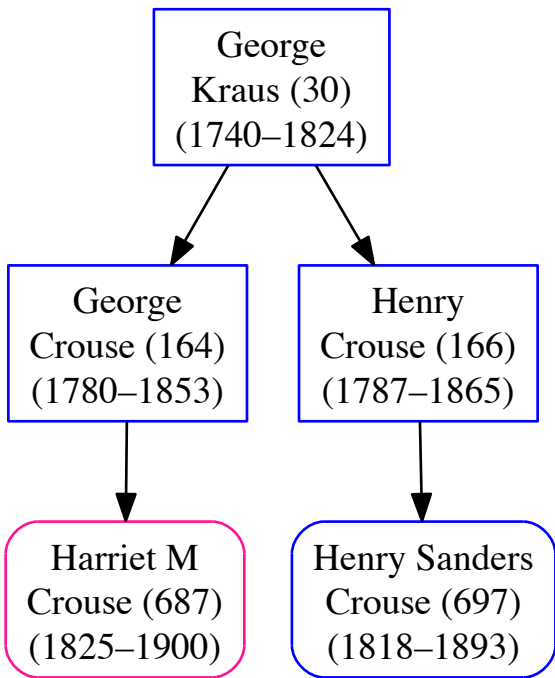 George
Kraus (30)
(1740–1824)
George
Crouse (164)
(1780–1853)
Henry
Crouse (166)
(1787–1865)
Harriet M
Crouse (687)
(1825–1900)
Henry Sanders
Crouse (697)
(1818–1893)